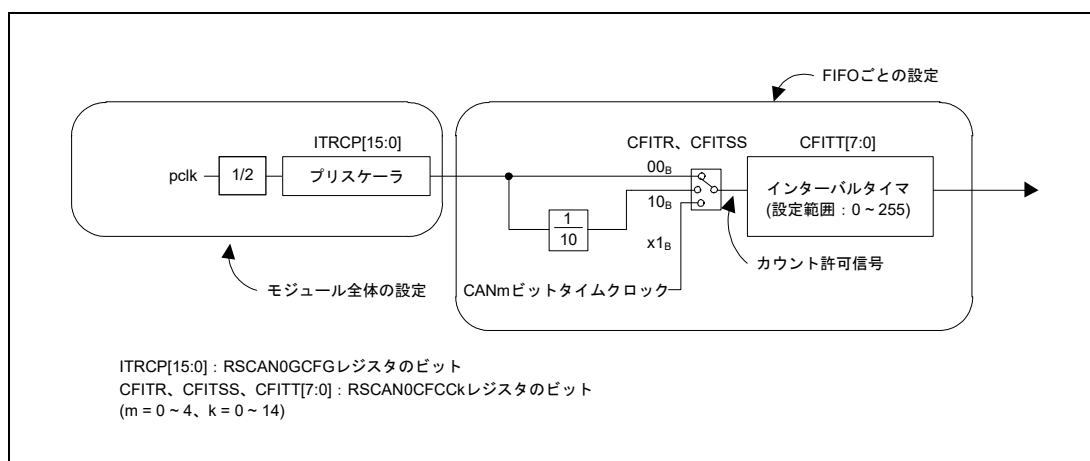 FIFOごとの設定
ITRCP[15:0]
CFITR、CFITSS
CFITT[7:0]
pclk
1/2
プリスケーラ
00B
10B
x1B
1
10
インターバルタイマ
(設定範囲：0 ~ 255)
カウント許可信号
モジュール全体の設定
CANmビットタイムクロック
ITRCP[15:0]：RSCAN0GCFGレジスタのビット
CFITR、CFITSS、CFITT[7:0]：RSCAN0CFCCkレジスタのビット
(m = 0 ~ 4、k = 0 ~ 14)